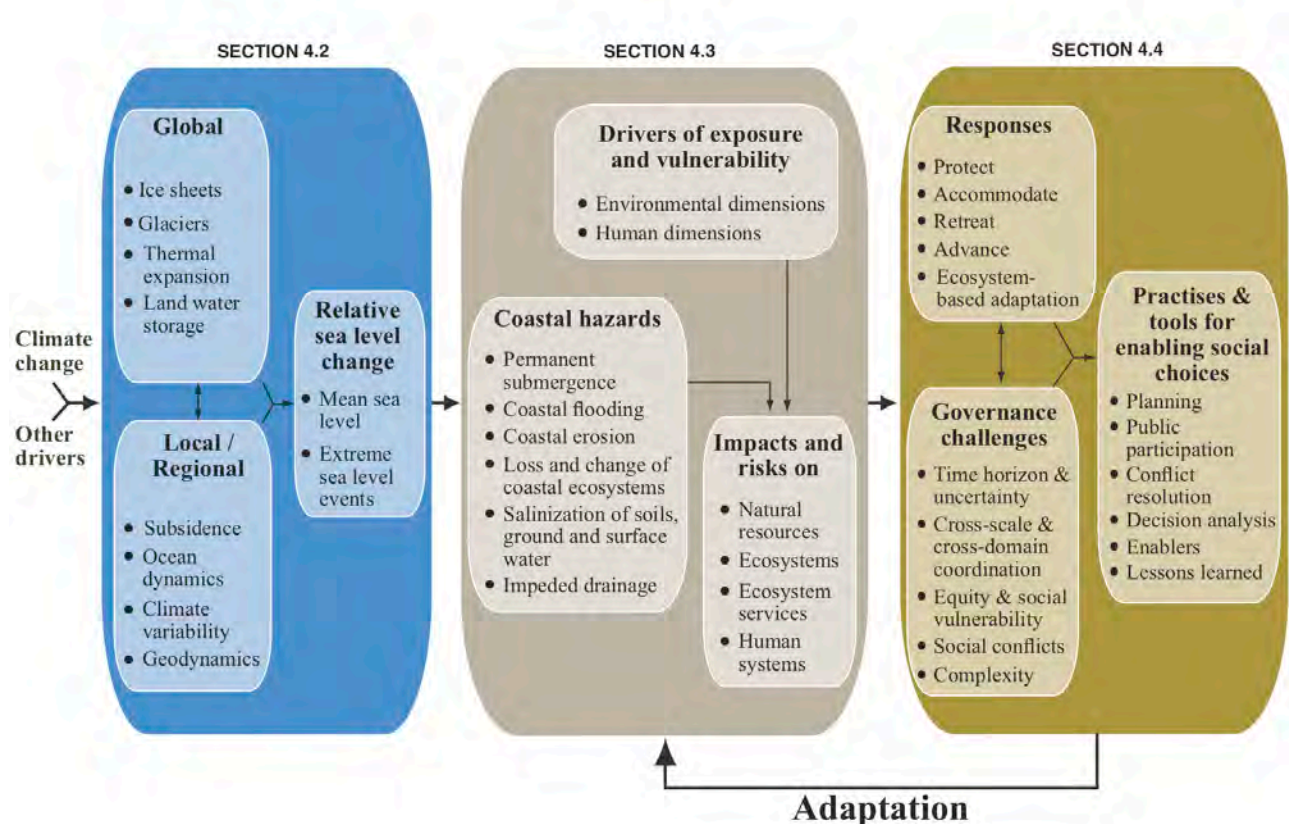 SECTION 4.2
Global
• Ice sheets
• Glaciers
• Thermal
expansion
• Land water
storage
Climate
change
Other
drivers
Local /
Regional
• Subsidence
• Ocean
dynamics
• Climate
variability
• Geodynamics
Relative
sea level
change
• Mean sea
level
• Extreme
sea level
events
SECTION 4.3
Drivers of exposure
and vulnerability
• Environmental dimensions
• Human dimensions
Coastal hazards
• Permanent
submergence
• Coastal flooding
• Coastal erosion
• Loss and change of
coastal ecosystems
• Salinization of soils,
ground and surface
water
• Impeded drainage
Impacts and
risks on
• Natural
resources
• Ecosystems
• Ecosystem
services
• Human
systems
SECTION 4.4
Responses
• Protect
• Accommodate
• Retreat
• Advance
• Ecosystem-
based adaptation
Governance
challenges
• Time horizon &
uncertainty
• Cross-scale &
cross-domain
coordination
• Equity & social
vulnerability
• Social conflicts
• Complexity
Practises &
tools for
enabling social
choices
• Planning
• Public
participation
• Conflict
resolution
• Decision analysis
• Enablers
• Lessons learned
Adaptation